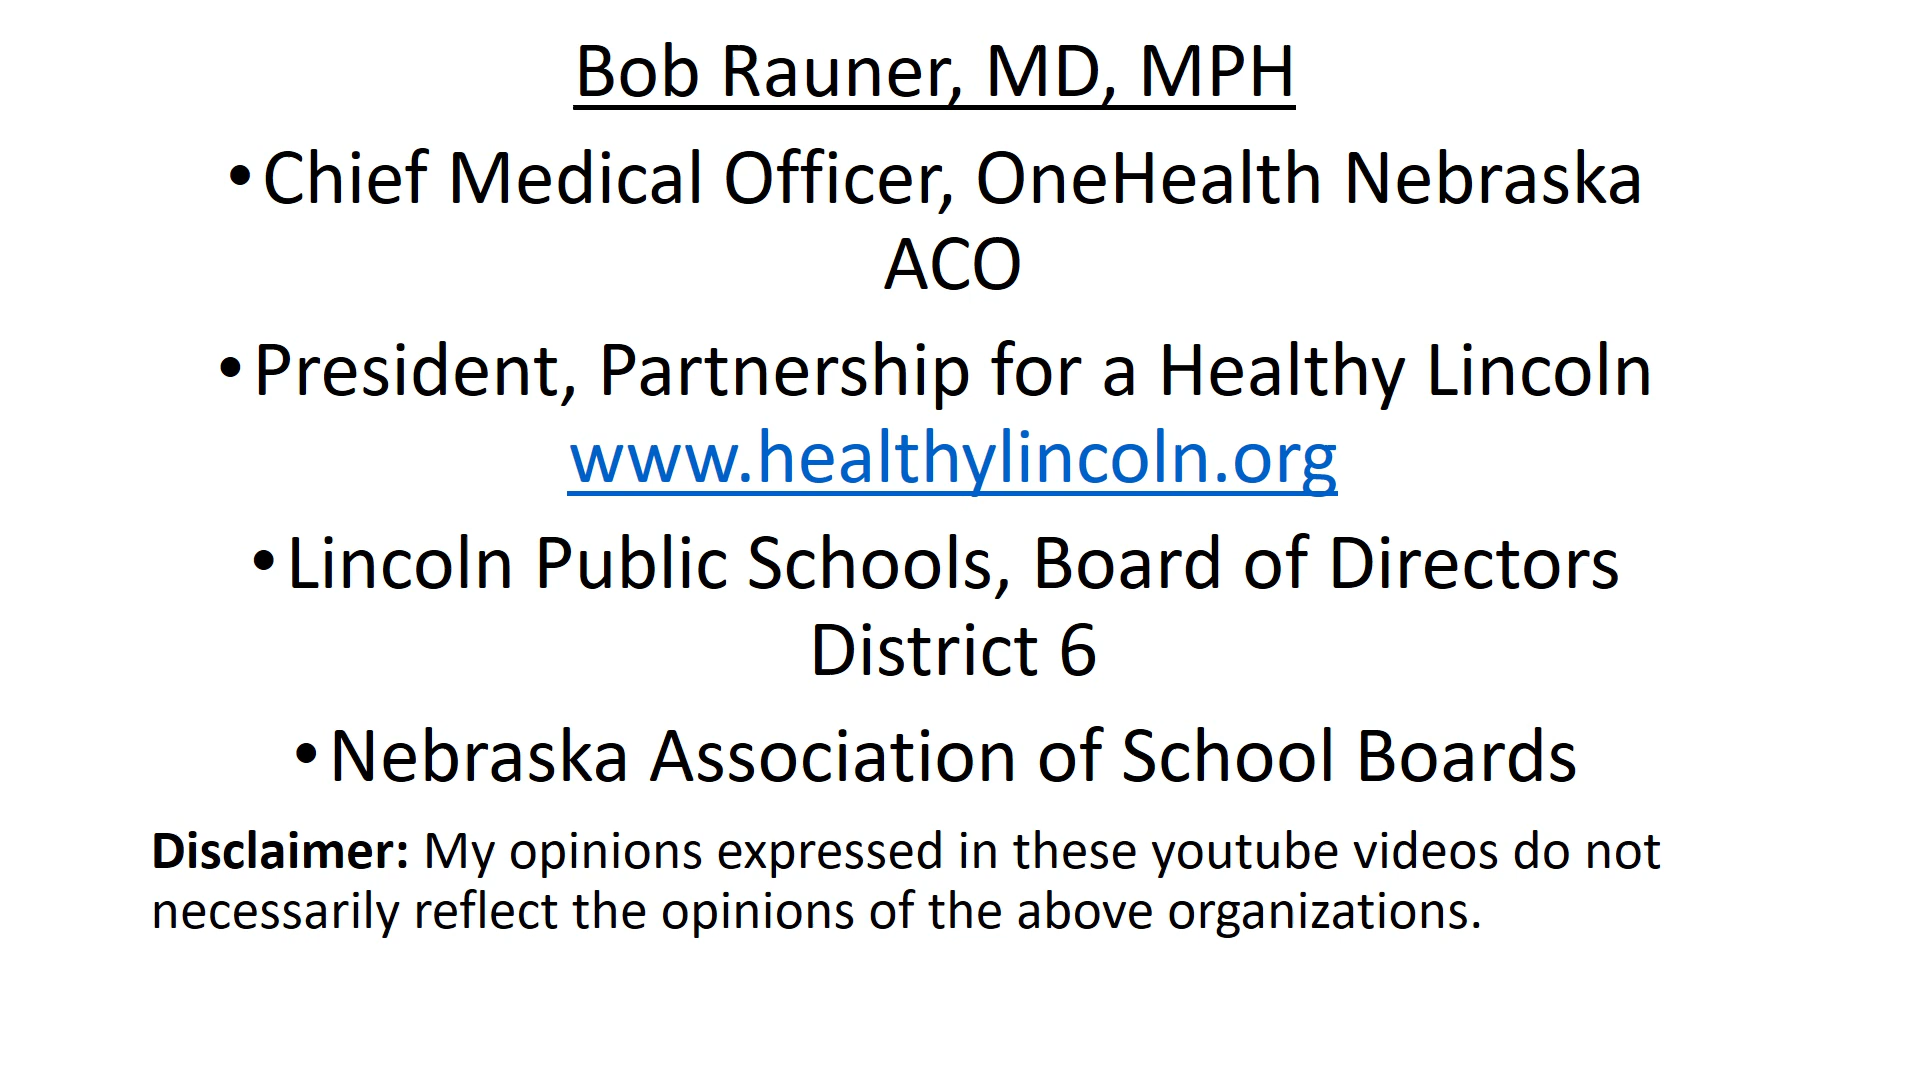 Bob Rauner, MD, MPH
•Chief Medical Officer, OneHealth Nebraska
ACO
•President, Partnership for a Healthy Lincoln
www.healthylincoln.org
•Lincoln Public Schools, Board of Directors
District 6
•Nebraska Association of School Boards
Disclaimer: My opinions expressed in these youtube videos do not
necessarily reflect the opinions of the above organizations.